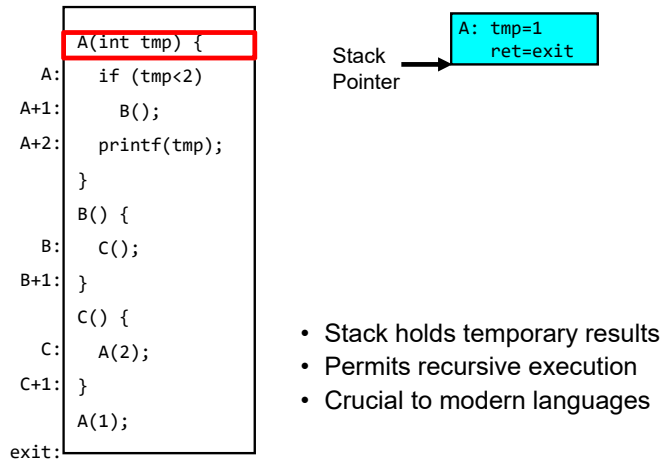 A(int tmp) {
A: if (tmp<2)
A+1: B();
A+2: printf(tmp);
}
B() {
B: C();
B+1: }
C() {
C: A(2);
C+1: }
A(1);
exit:
Stack
Pointer
A: tmp=1
ret=exit
• Stack holds temporary results
• Permits recursive execution
• Crucial to modern languages